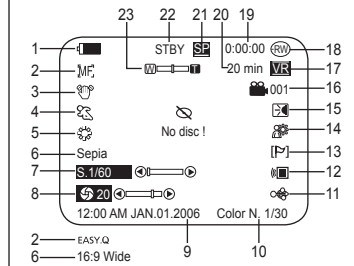 23 22 21 20 19
1 STBY SP 0:00:00 RW 18
2 MF W T 20 min VR 17
3 001 16
4 15
5 No disc ! 14
6 Sepia 13
7 S.1/60 12
8 20 11
12:00 AM JAN.01.2006 Color N. 1/30
2 EASY.Q 9 10
6 16:9 Wide